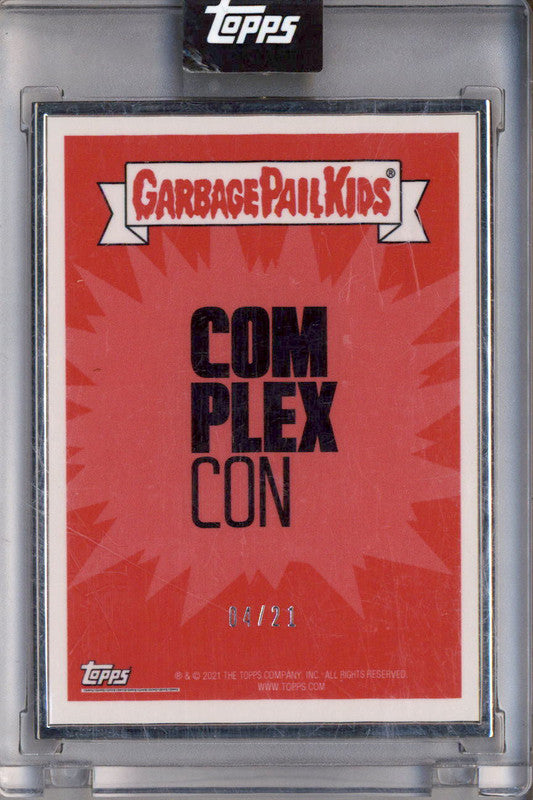 TOPPS
GARBAGE PAIL KIDS®
COM
PLEX
CON
04/21
TOPPS
® & © 2021 THE TOPPS COMPANY, INC. ALL RIGHTS RESERVED.
WWW.TOPPS.COM